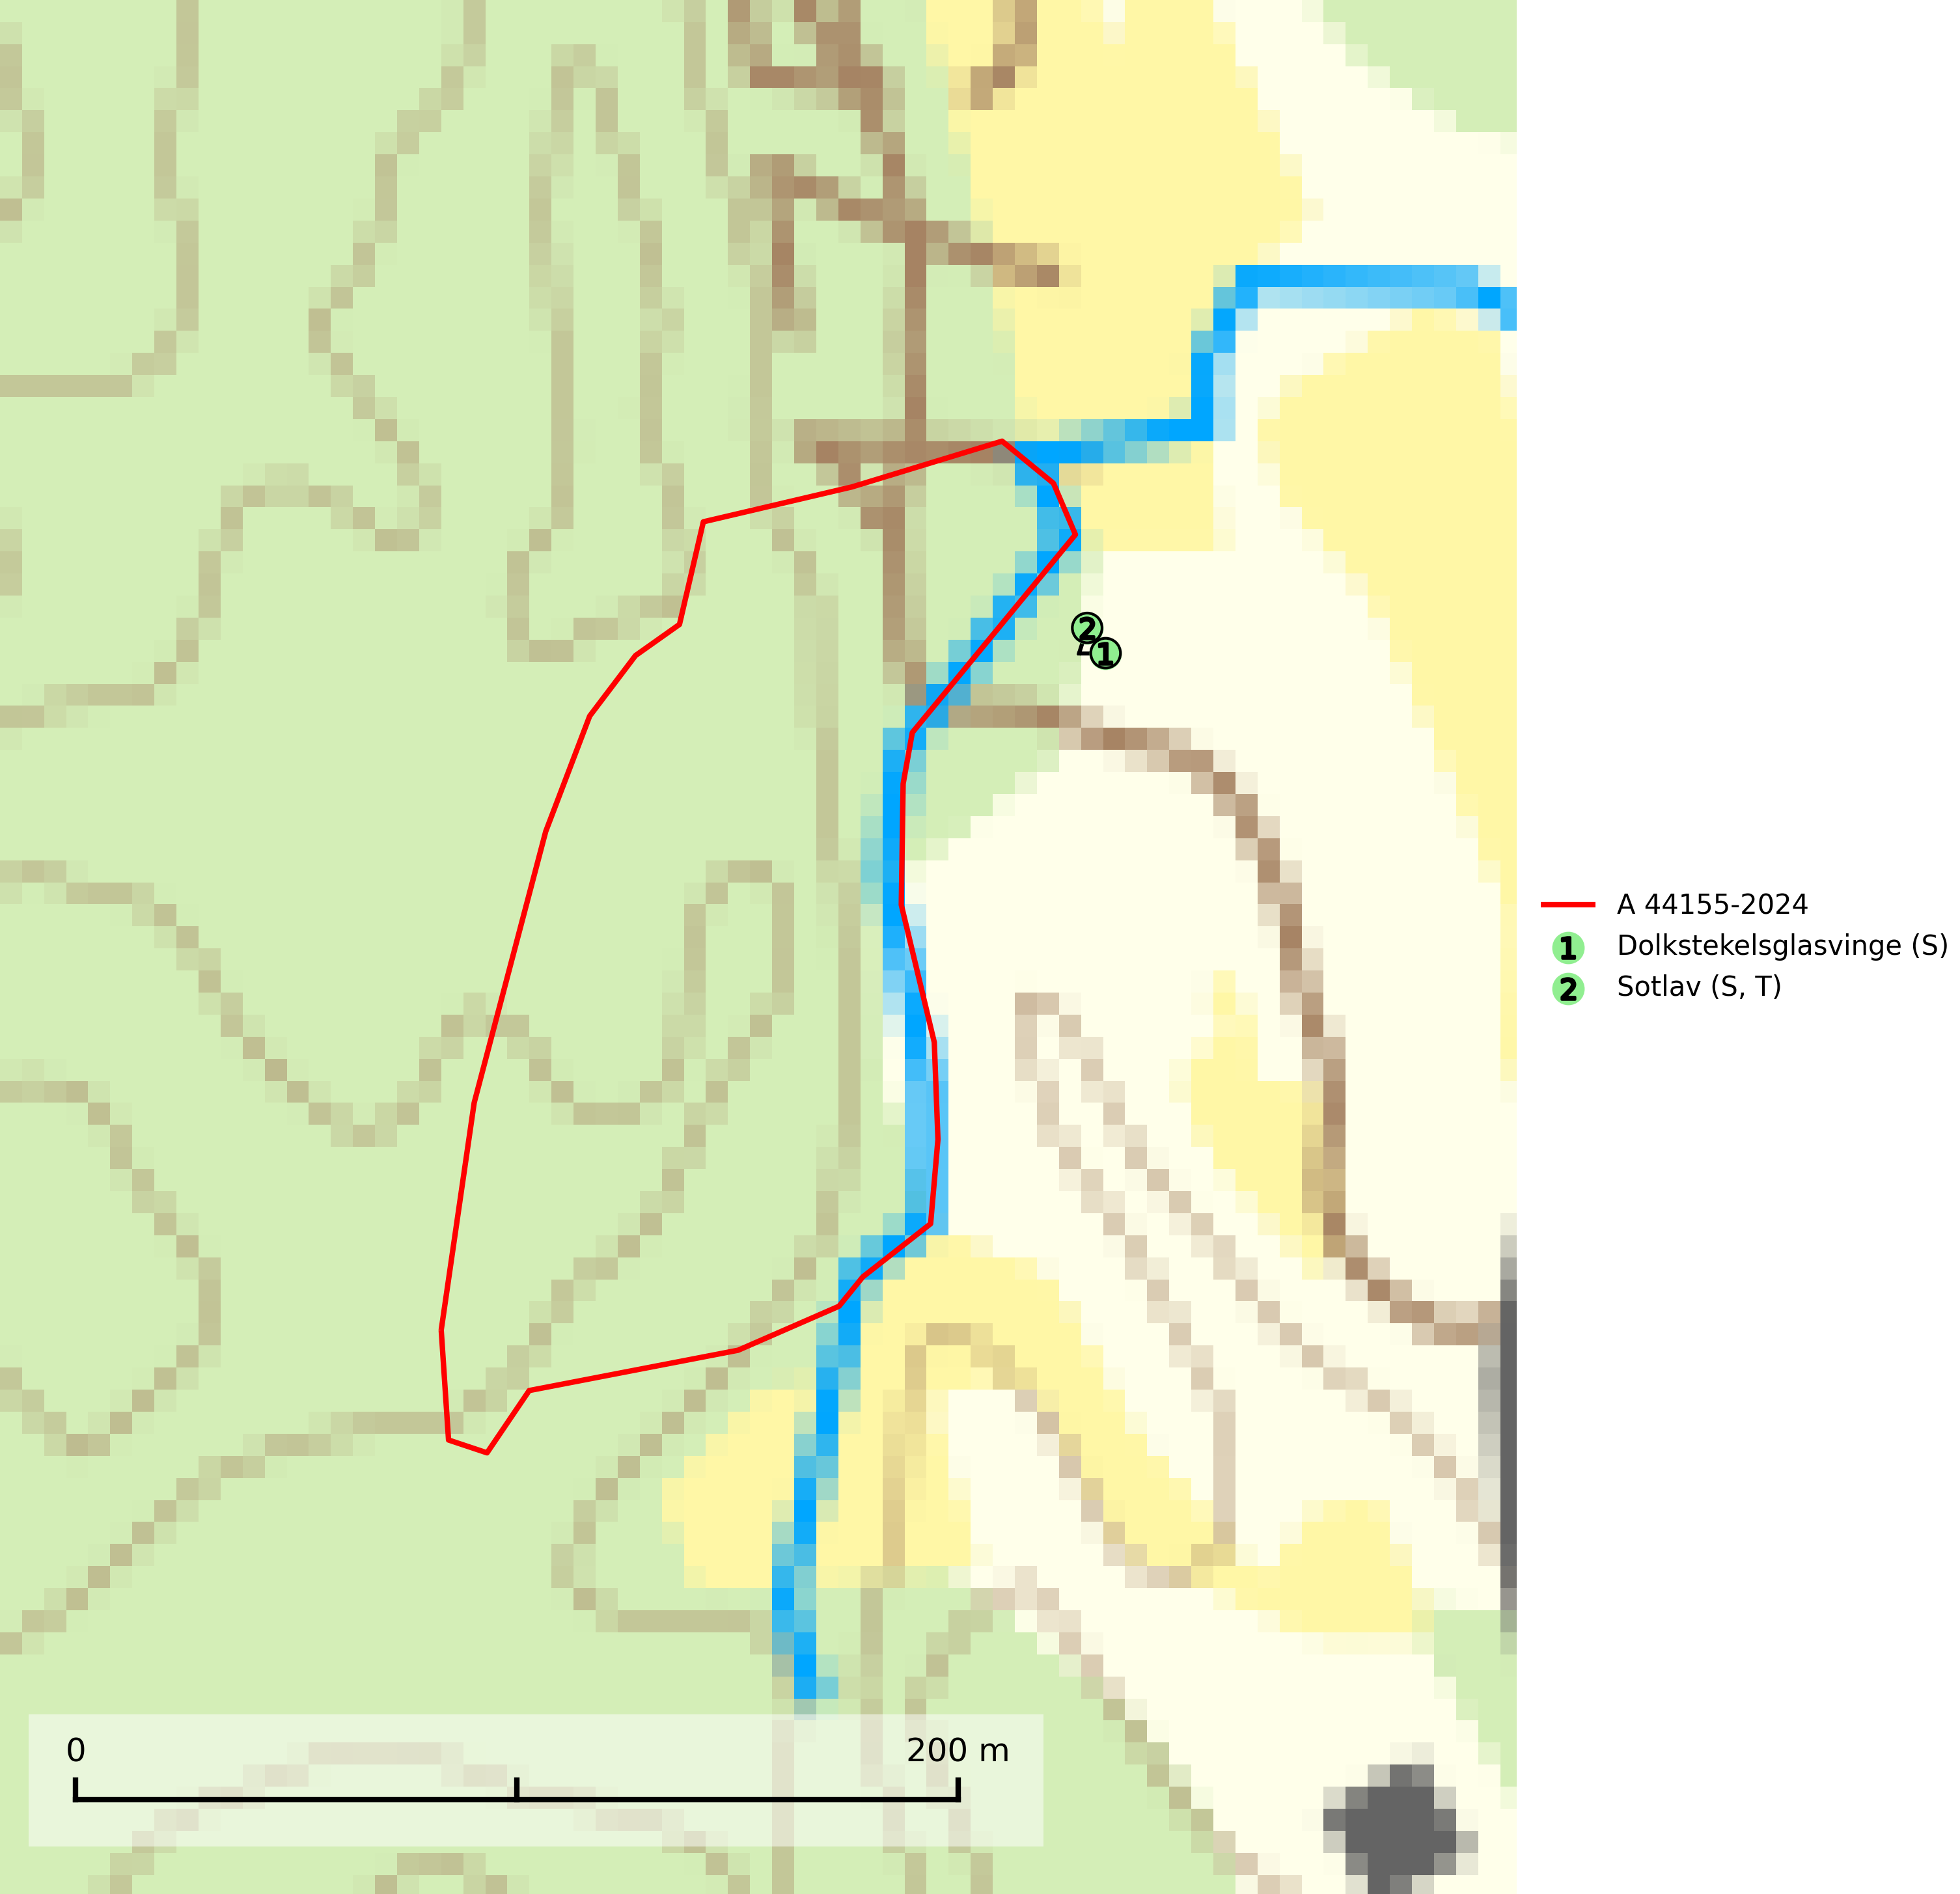 2
1
A 44155-2024
1 Dolkstekelsglasvinge (S)
2 Sotlav (S, T)
0 200 m